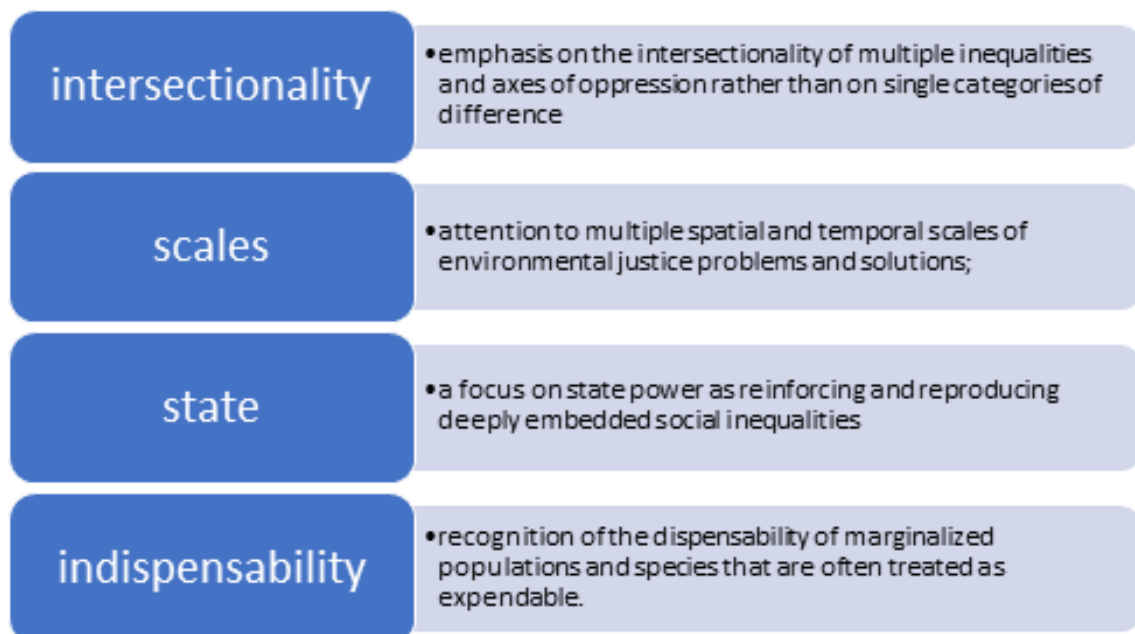 intersectionality
•emphasis on the intersectionality of multiple inequalities
and axes of oppression rather than on single categories of
difference
scales
•attention to multiple spatial and temporal scales of
environmental justice problems and solutions;
state
•a focus on state power as reinforcing and reproducing
deeply embedded social inequalities
indispensability
•recognition of the dispensability of marginalized
populations and species that are often treated as
expendable.